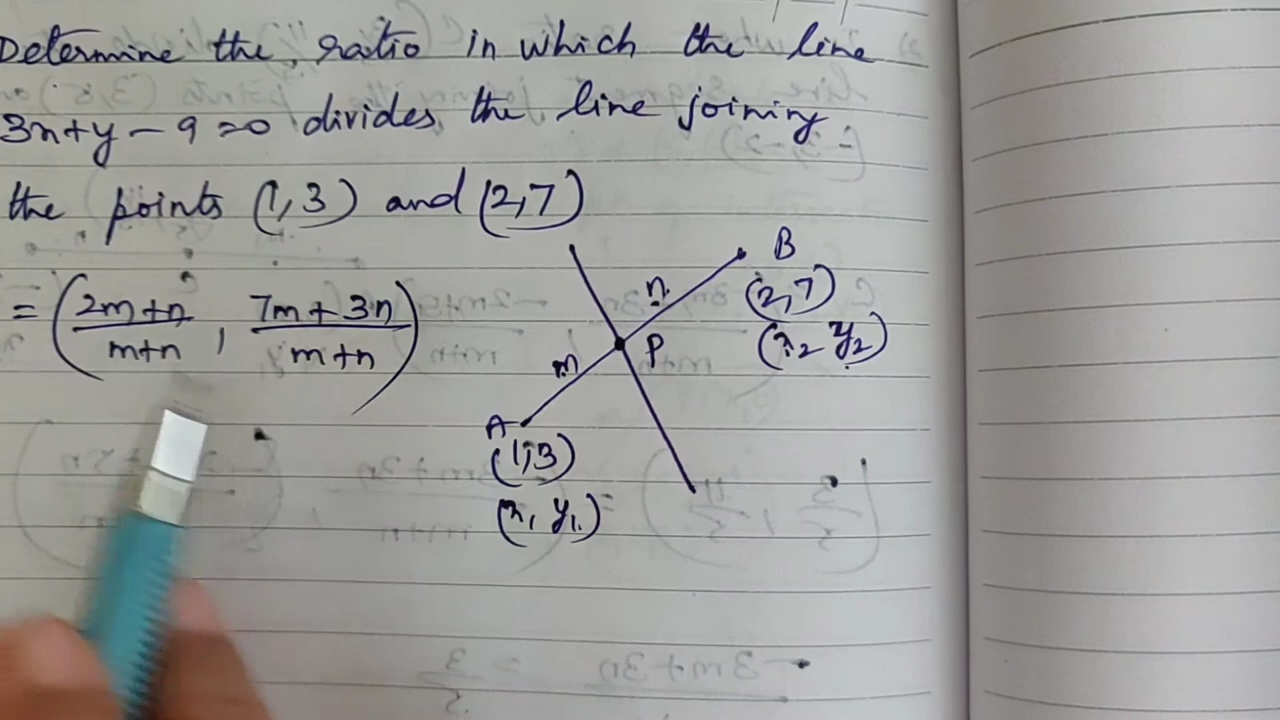 Determine the ratio in which the line
3x+y-9=0 divides the line joining
the points (1,3) and (2,7)
= (2m+n/m+n, 7m+3n/m+n)
B
n
(2,7)
(x2 y2)
P
m
A
(1,3)
(x1 y1)